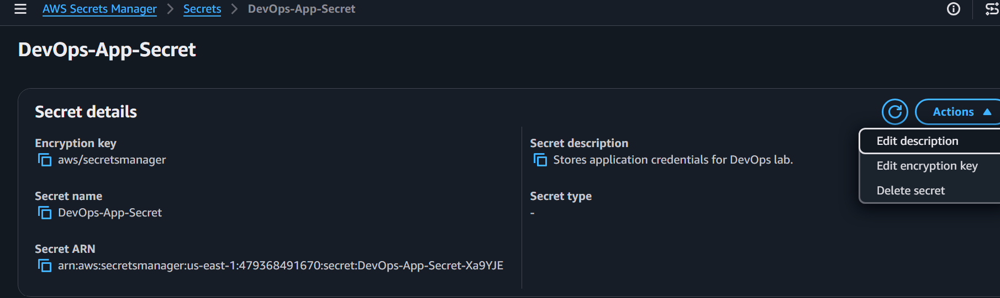 AWS Secrets Manager > Secrets > DevOps-App-Secret
DevOps-App-Secret
Secret details
Actions
Edit description
Edit encryption key
Delete secret
Encryption key
aws/secretsmanager
Secret name
DevOps-App-Secret
Secret ARN
arn:aws:secretsmanager:us-east-1:479368491670:secret:DevOps-App-Secret-Xa9YJE
Secret description
Stores application credentials for DevOps lab.
Secret type
-